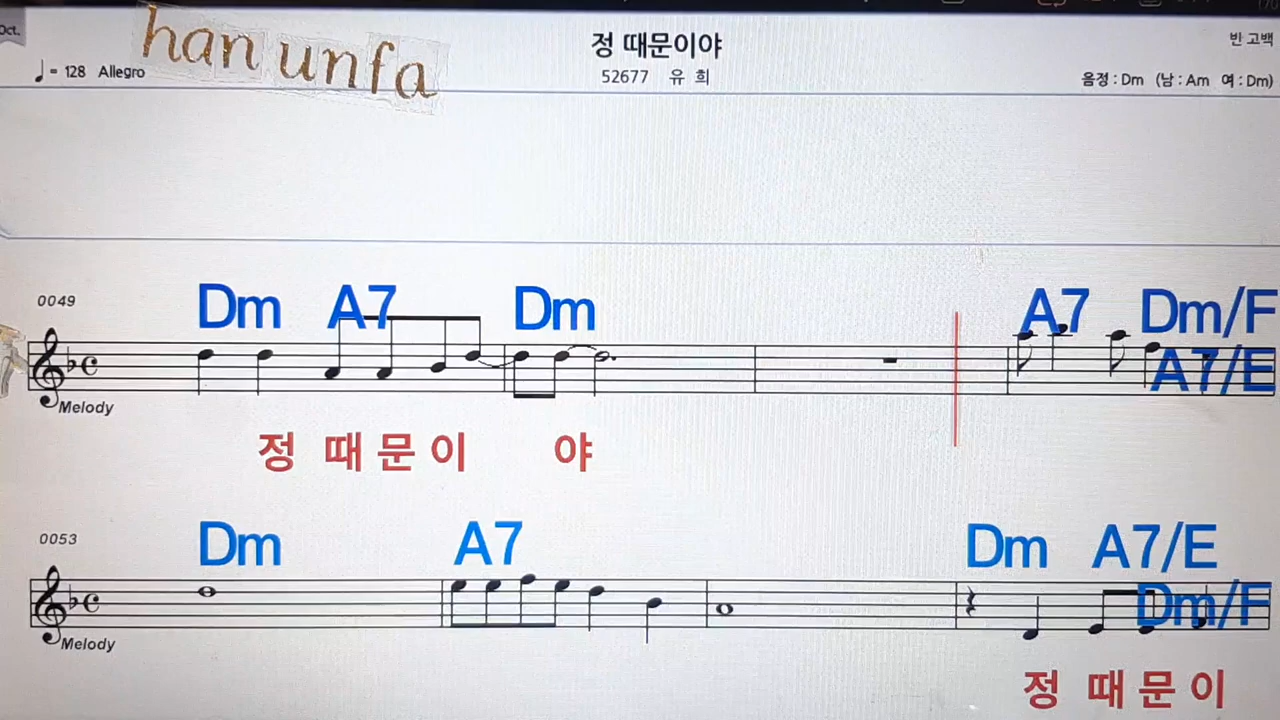 Oct.
han unfa
정 때문이야
반 고백
♩= 128 Allegro
52677 유 희
음정 : Dm (남 : Am 여 : Dm)
0049
Dm A7 Dm A7 Dm/F
A7/E
Melody
정 때 문 이 야
0053
Dm A7 Dm A7/E
Dm/F
Melody
정 때 문 이